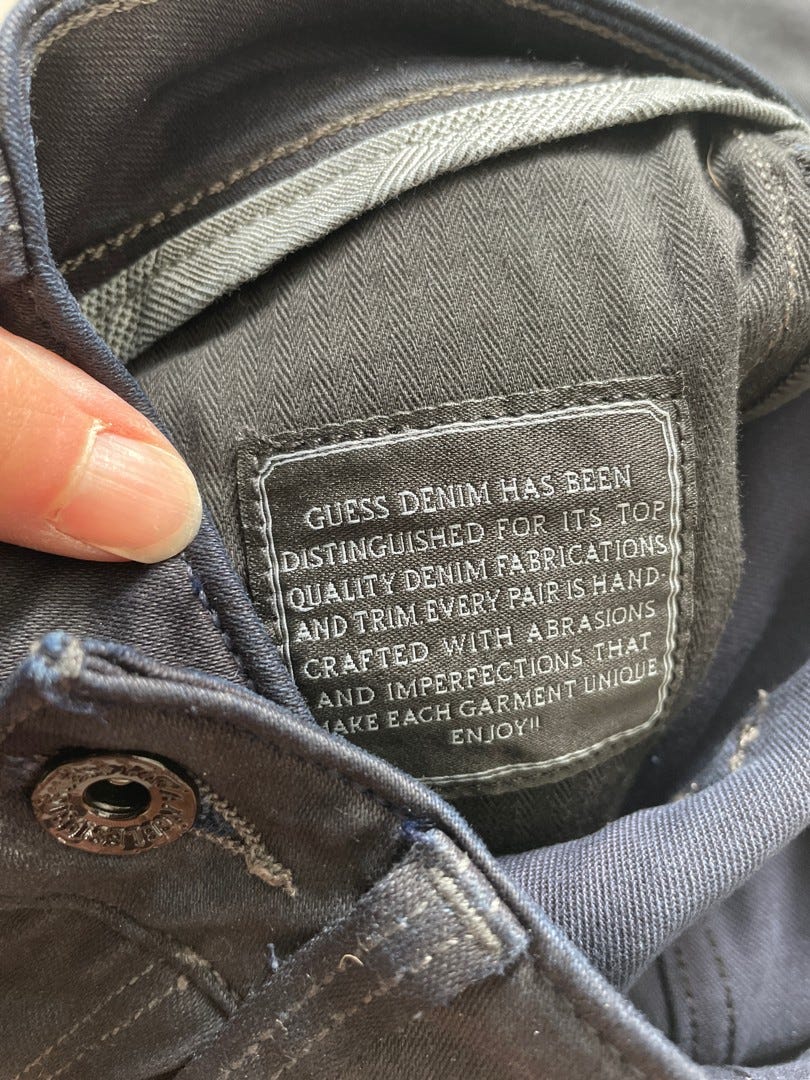 GUESS DENIM HAS BEEN
DISTINGUISHED FOR ITS TOP
QUALITY DENIM FABRICATIONS
AND TRIM. EVERY PAIR IS HAND-
CRAFTED WITH ABRASIONS
AND IMPERFECTIONS THAT
MAKE EACH GARMENT UNIQUE
ENJOY!!